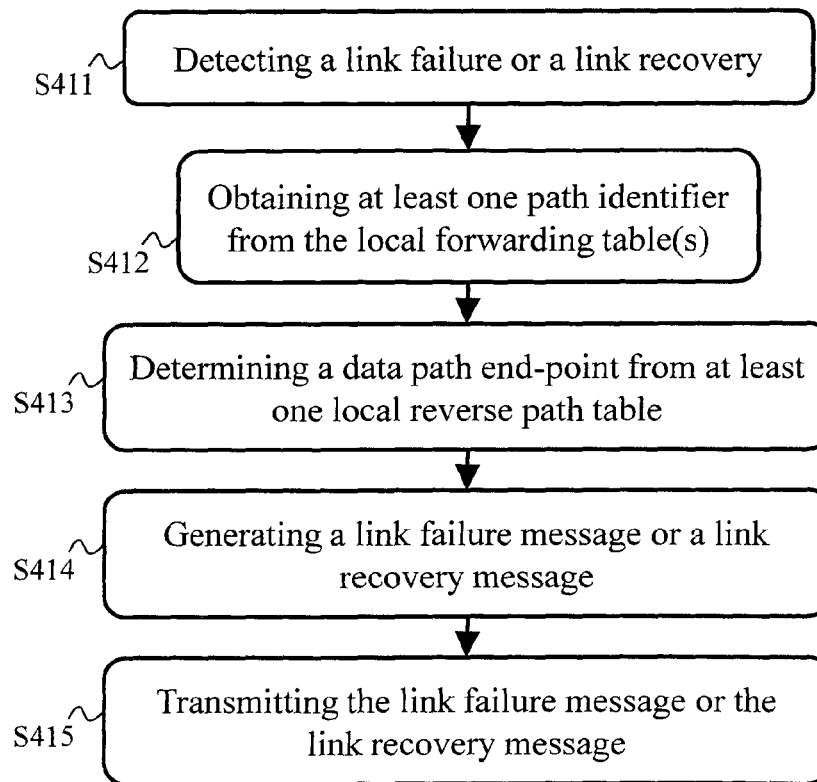 Detecting a link failure or a link recovery
S411
Obtaining at least one path identifier
from the local forwarding table(s)
S412
Determining a data path end-point from at least
one local reverse path table
S413
Generating a link failure message or a link
recovery message
S414
Transmitting the link failure message or the
link recovery message
S415